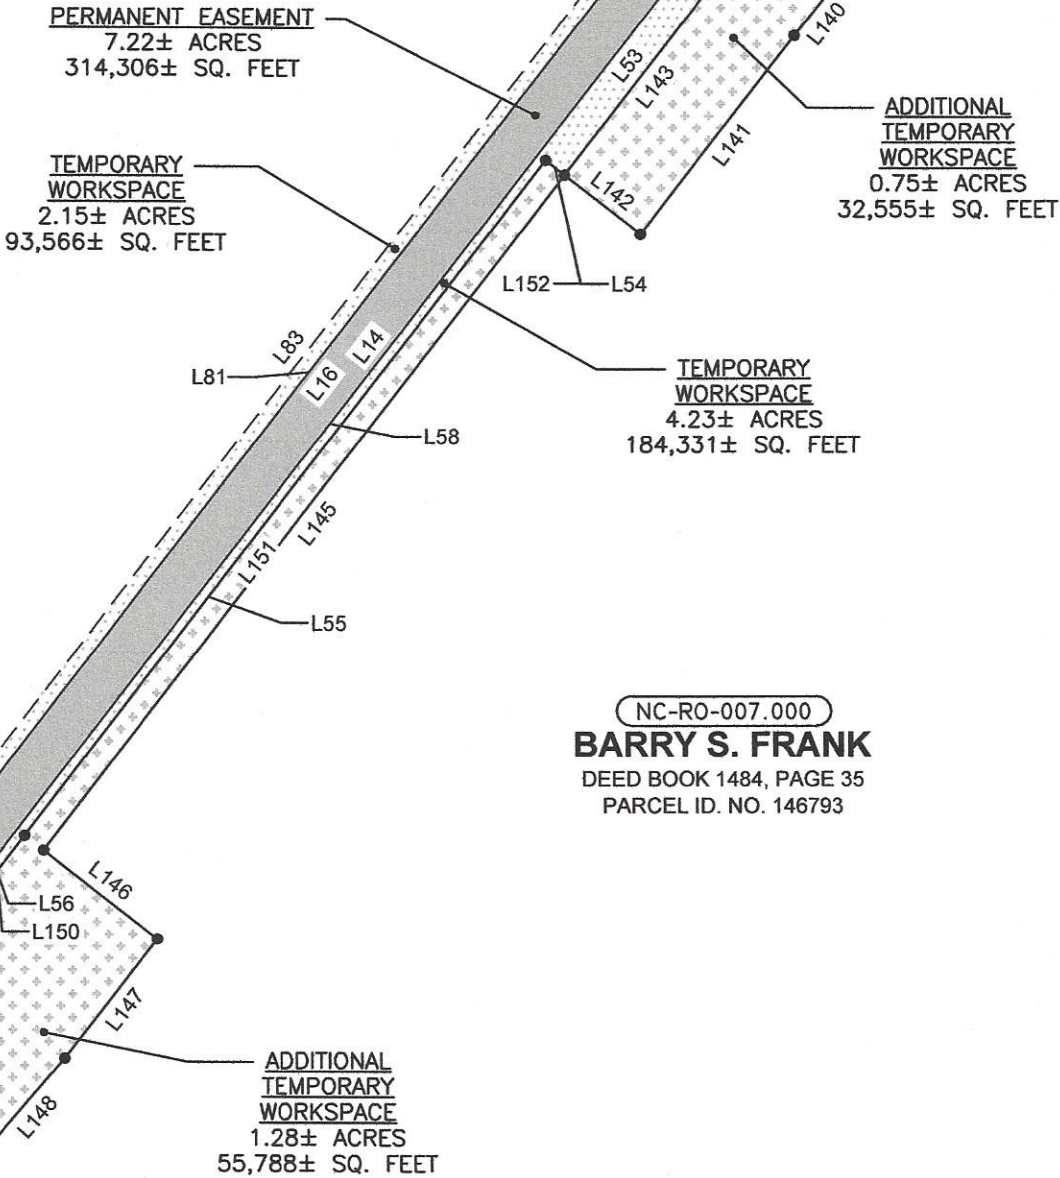 PERMANENT EASEMENT
7.22± ACRES
314,306± SQ. FEET
L140
L53
L143
ADDITIONAL
TEMPORARY
WORKSPACE
0.75± ACRES
32,555± SQ. FEET
L141
TEMPORARY
WORKSPACE
2.15± ACRES
93,566± SQ. FEET
L142
L152
L54
L83
L14
L81
L16
TEMPORARY
WORKSPACE
4.23± ACRES
184,331± SQ. FEET
L58
L145
L151
L55
NC-RO-007.000
BARRY S. FRANK
DEED BOOK 1484, PAGE 35
PARCEL ID. NO. 146793
L146
L56
L150
L147
L148
ADDITIONAL
TEMPORARY
WORKSPACE
1.28± ACRES
55,788± SQ. FEET